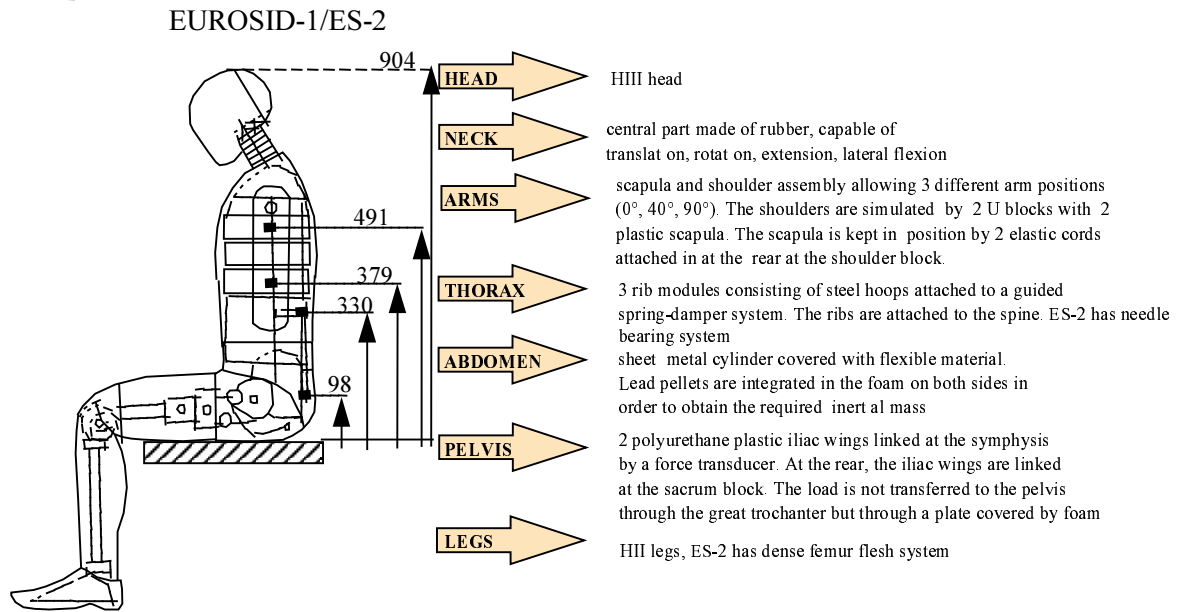 EUROSID-1/ES-2
904
491
379
330
98
HEAD
HIII head
NECK
central part made of rubber, capable of
translat on, rotat on, extension, lateral flexion
ARMS
scapula and shoulder assembly allowing 3 different arm positions
(0°, 40°, 90°). The shoulders are simulated by 2 U blocks with 2
plastic scapula. The scapula is kept in position by 2 elastic cords
attached in at the rear at the shoulder block.
THORAX
3 rib modules consisting of steel hoops attached to a guided
spring-damper system. The ribs are attached to the spine. ES-2 has needle
bearing system
ABDOMEN
sheet metal cylinder covered with flexible material.
Lead pellets are integrated in the foam on both sides in
order to obtain the required inert al mass
PELVIS
2 polyurethane plastic iliac wings linked at the symphysis
by a force transducer. At the rear, the iliac wings are linked
at the sacrum block. The load is not transferred to the pelvis
through the great trochanter but through a plate covered by foam
LEGS
HII legs, ES-2 has dense femur flesh system